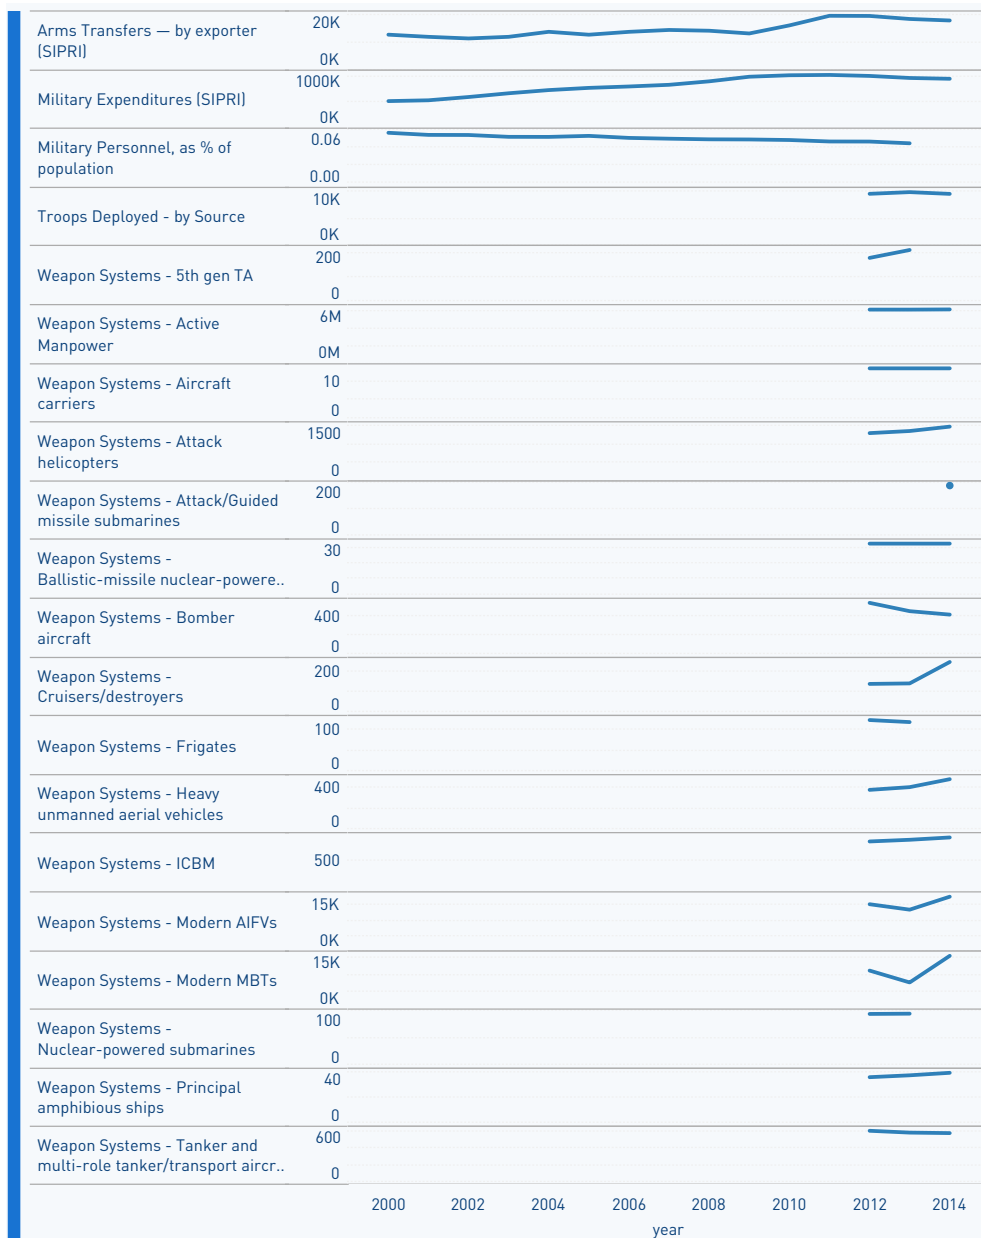 Arms Transfers — by exporter
(SIPRI)
20K
0K
Military Expenditures (SIPRI)
1000K
0K
Military Personnel, as % of
population
0.06
0.00
Troops Deployed - by Source
10K
0K
Weapon Systems - 5th gen TA
200
0
Weapon Systems - Active
Manpower
6M
0M
Weapon Systems - Aircraft
carriers
10
0
Weapon Systems - Attack
helicopters
1500
0
Weapon Systems - Attack/Guided
missile submarines
200
0
Weapon Systems -
Ballistic-missile nuclear-powere..
30
0
Weapon Systems - Bomber
aircraft
400
0
Weapon Systems -
Cruisers/destroyers
200
0
Weapon Systems - Frigates
100
0
Weapon Systems - Heavy
unmanned aerial vehicles
400
0
Weapon Systems - ICBM
500
Weapon Systems - Modern AIFVs
15K
0K
Weapon Systems - Modern MBTs
15K
0K
Weapon Systems -
Nuclear-powered submarines
100
0
Weapon Systems - Principal
amphibious ships
40
0
Weapon Systems - Tanker and
multi-role tanker/transport aircr..
600
0
2000 2002 2004 2006 2008 2010 2012 2014
year